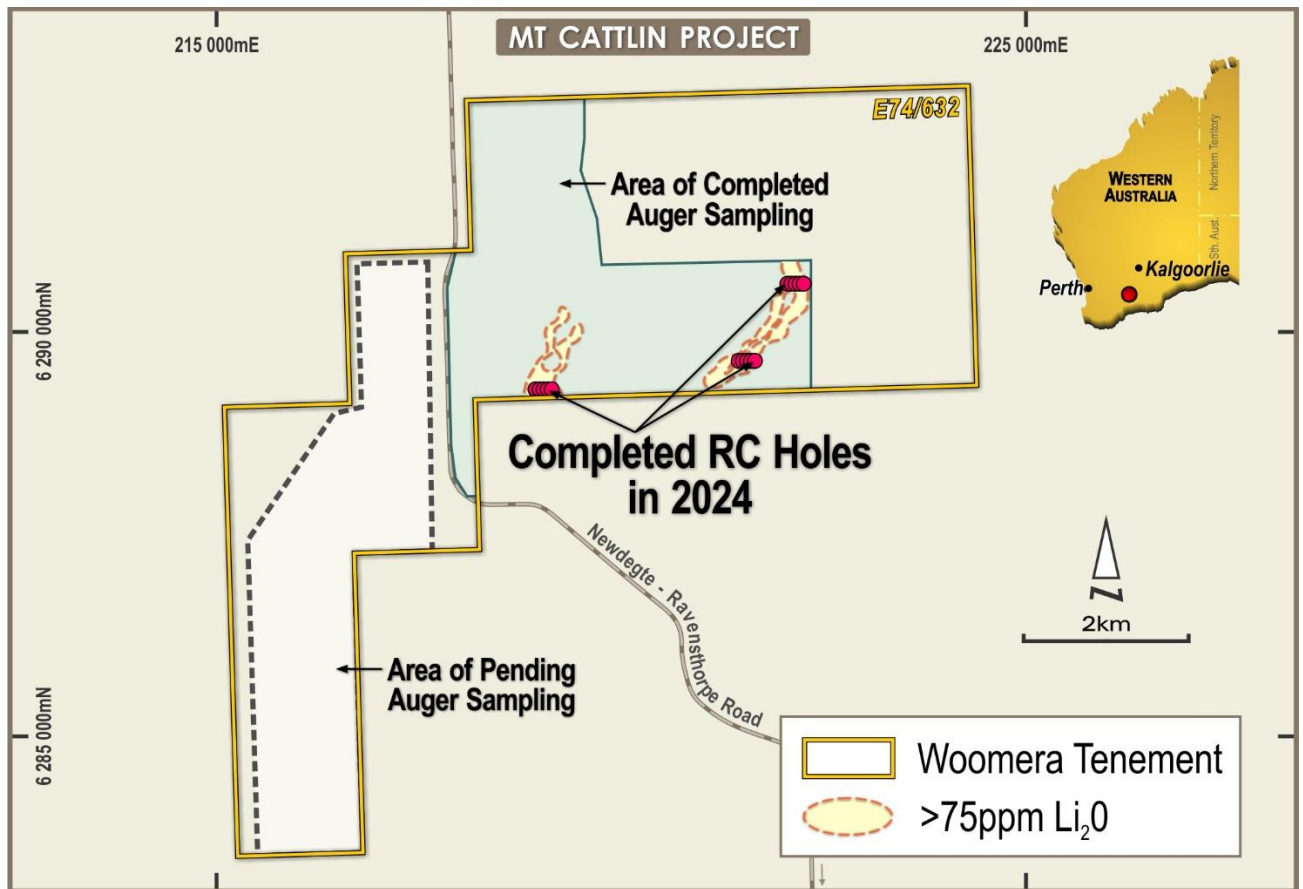 MT CATTLIN PROJECT
215 000mE
225 000mE
E74/632
Area of Completed
Auger Sampling
WESTERN
AUSTRALIA
Northern Territory
Sth. Aust.
Kalgoorlie
Perth
6 290 000mN
Completed RC Holes
in 2024
Newdegte - Ravensthorpe Road
N
2km
Area of Pending
Auger Sampling
6 285 000mN
Woomera Tenement
>75ppm Li₂0